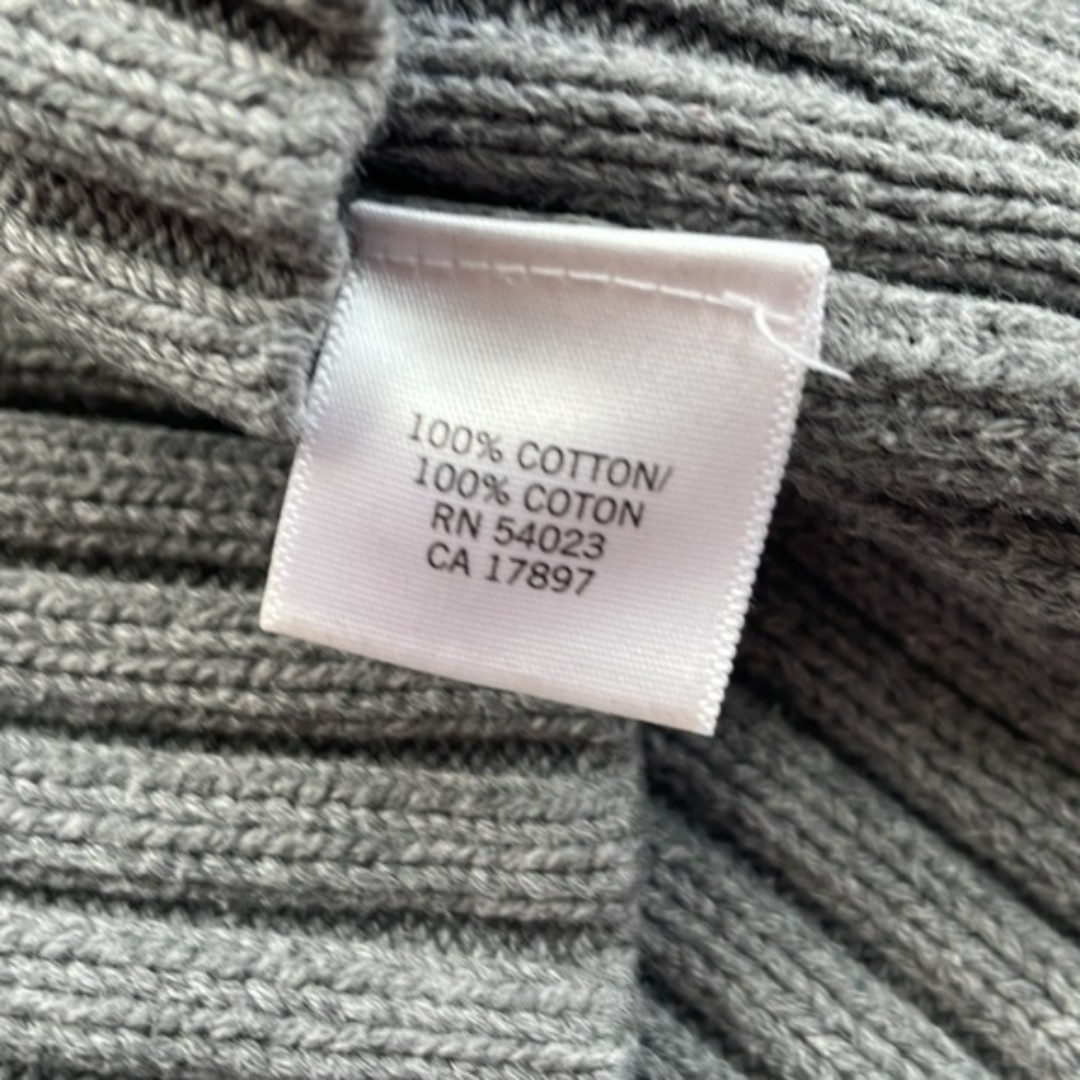 100% COTTON/
100% COTON
RN 54023
CA 17897